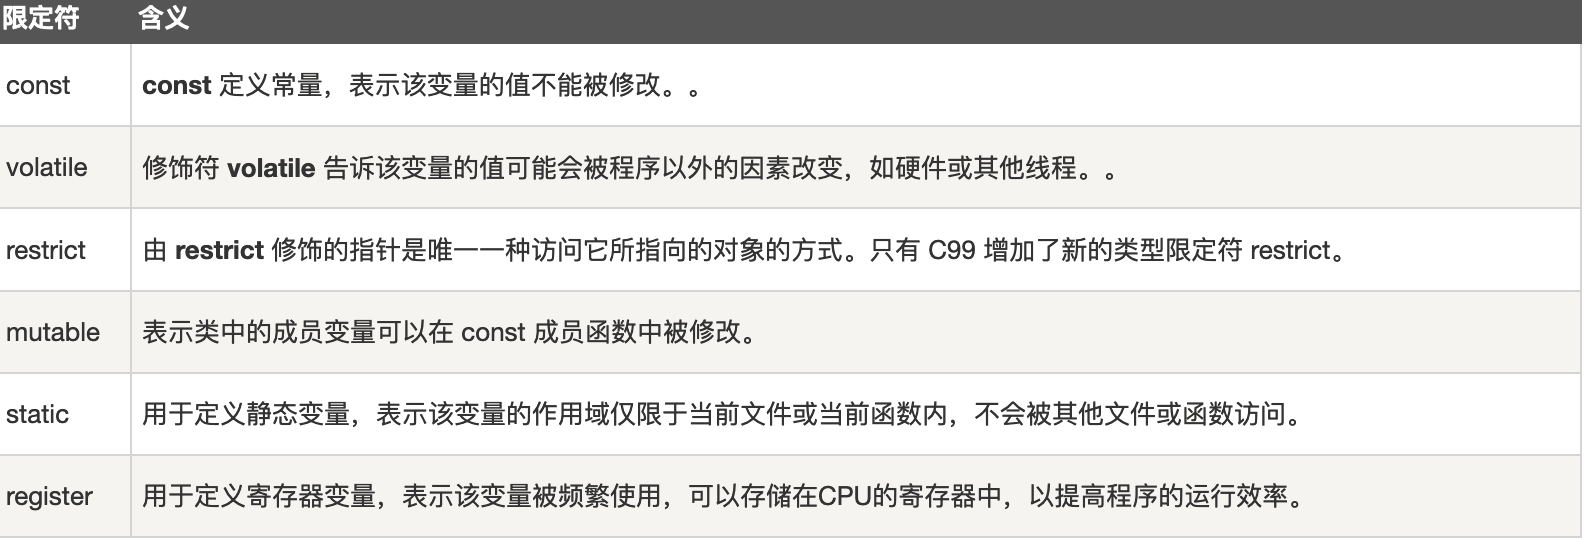 限定符 含义
const const 定义常量，表示该变量的值不能被修改。。
volatile 修饰符 volatile 告诉该变量的值可能会被程序以外的因素改变，如硬件或其他线程。。
restrict 由 restrict 修饰的指针是唯一一种访问它所指向的对象的方式。只有 C99 增加了新的类型限定符 restrict。
mutable 表示类中的成员变量可以在 const 成员函数中被修改。
static 用于定义静态变量，表示该变量的作用域仅限于当前文件或当前函数内，不会被其他文件或函数访问。
register 用于定义寄存器变量，表示该变量被频繁使用，可以存储在CPU的寄存器中，以提高程序的运行效率。